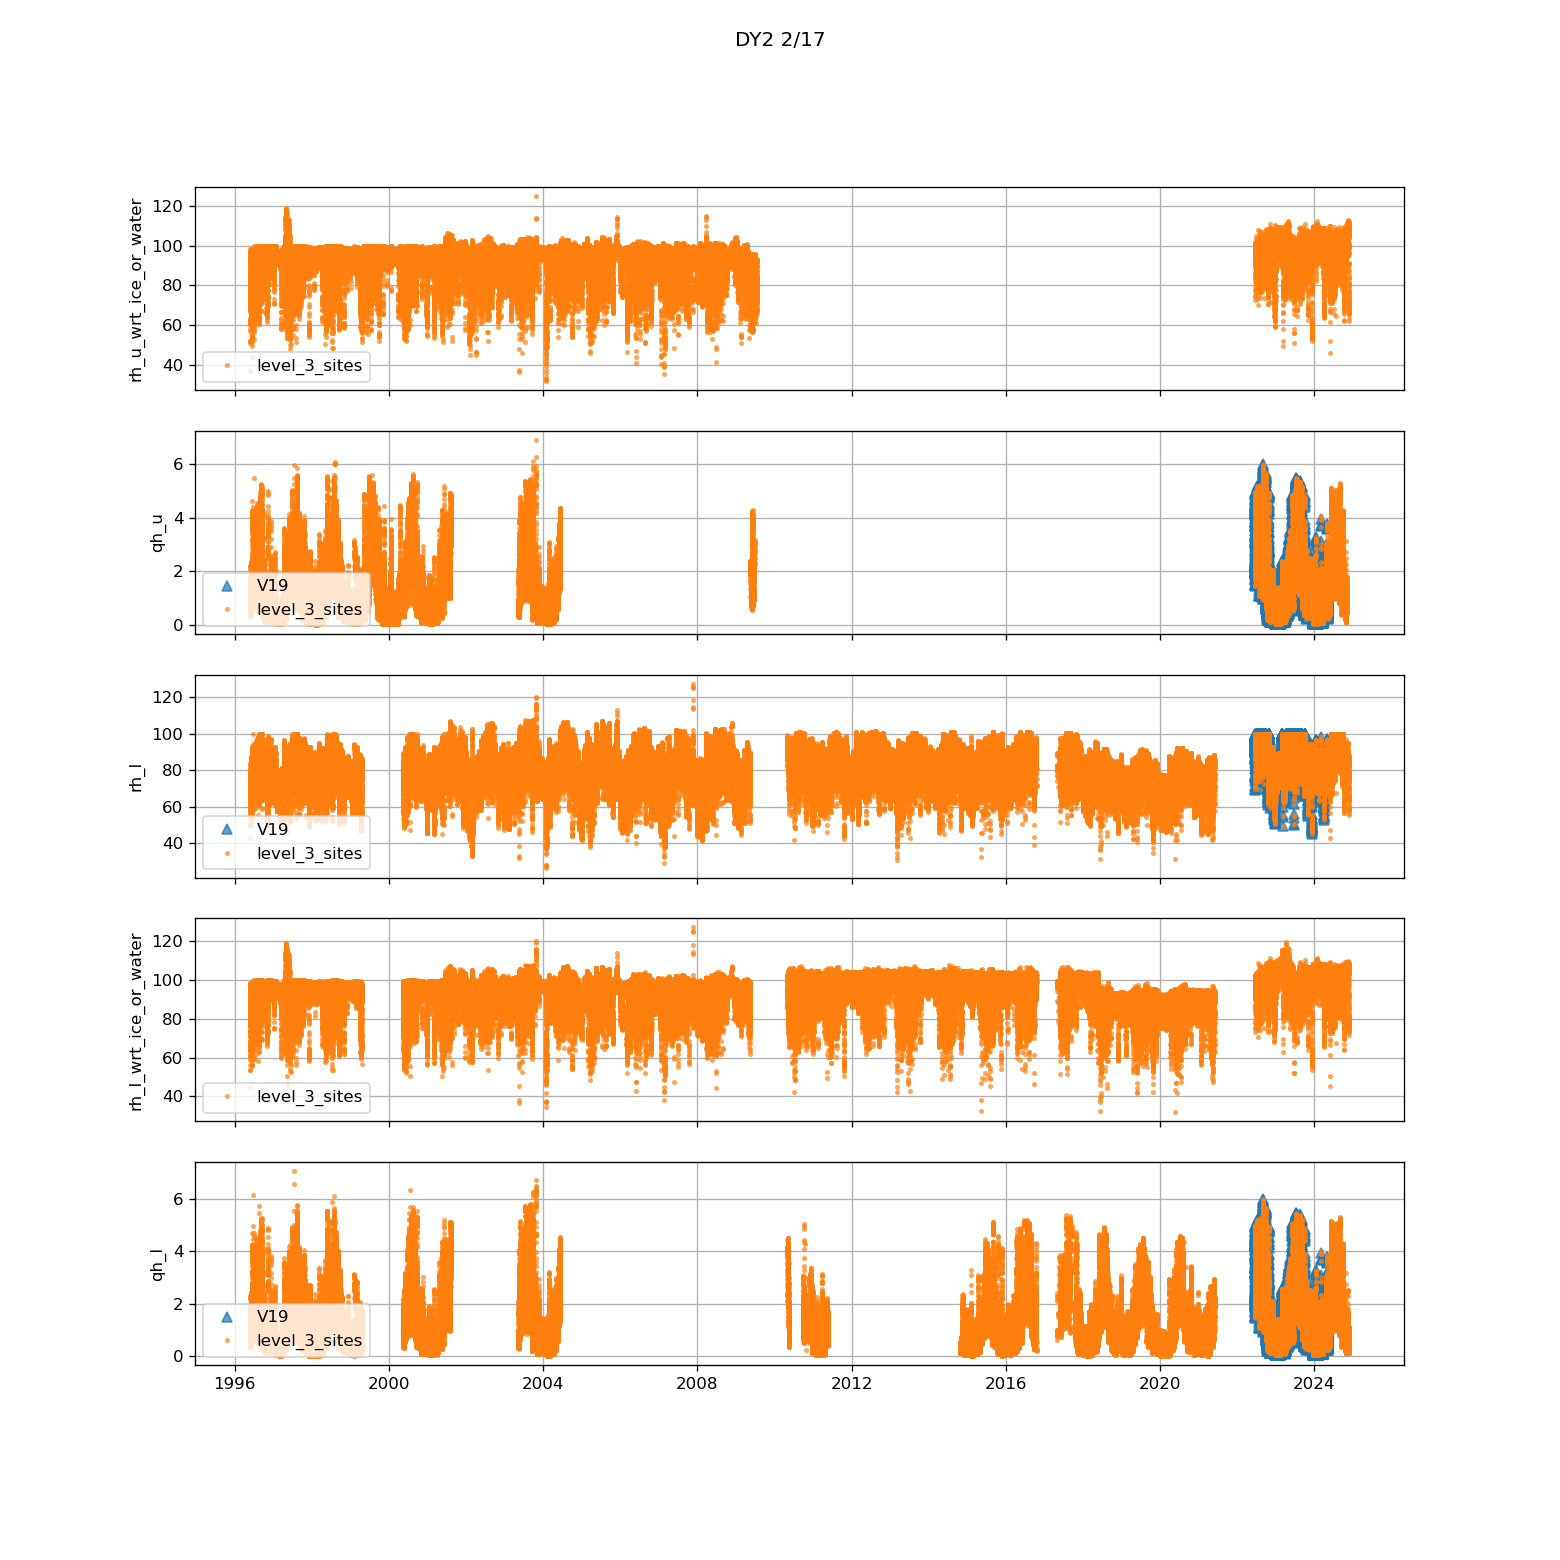 DY2 2/17
rh_u_wrt_ice_or_water
120
100
80
60
40
level_3_sites
qh_u
6
4
2
0
V19
level_3_sites
rh_l
120
100
80
60
40
V19
level_3_sites
rh_l_wrt_ice_or_water
120
100
80
60
40
level_3_sites
qh_l
6
4
2
0
V19
level_3_sites
1996 2000 2004 2008 2012 2016 2020 2024